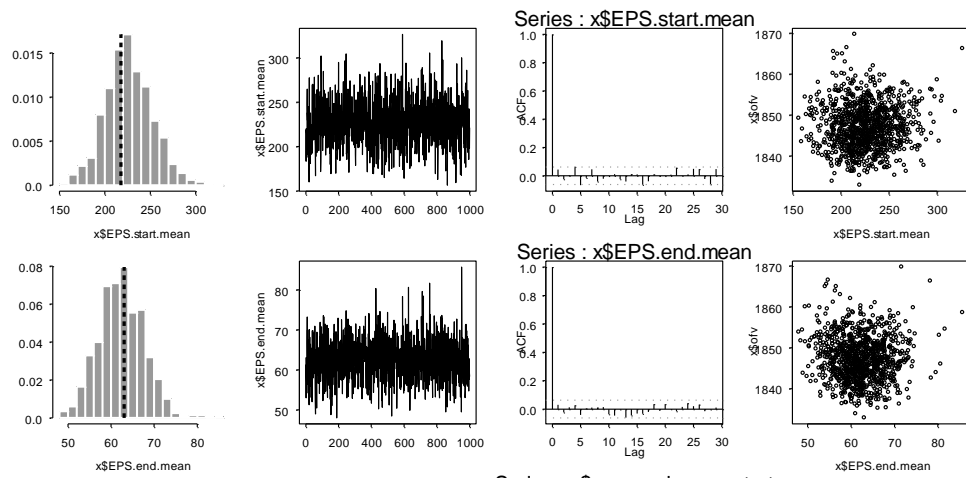 Series : x$EPS.start.mean
0.015
0.010
0.005
0.0
150 200 250 300
x$EPS.start.mean
x$EPS.start.mean
300
250
200
150
0 200 400 600 800 1000
ACF
1.0
0.8
0.6
0.4
0.2
0.0
0 5 10 15 20 25 30
Lag
x$ofv
1870
1860
1850
1840
150 200 250 300
x$EPS.start.mean
Series : x$EPS.end.mean
0.08
0.06
0.04
0.02
0.0
50 60 70 80
x$EPS.end.mean
x$EPS.end.mean
80
70
60
50
0 200 400 600 800 1000
ACF
1.0
0.8
0.6
0.4
0.2
0.0
0 5 10 15 20 25 30
Lag
x$ofv
1870
1860
1850
1840
50 60 70 80
x$EPS.end.mean